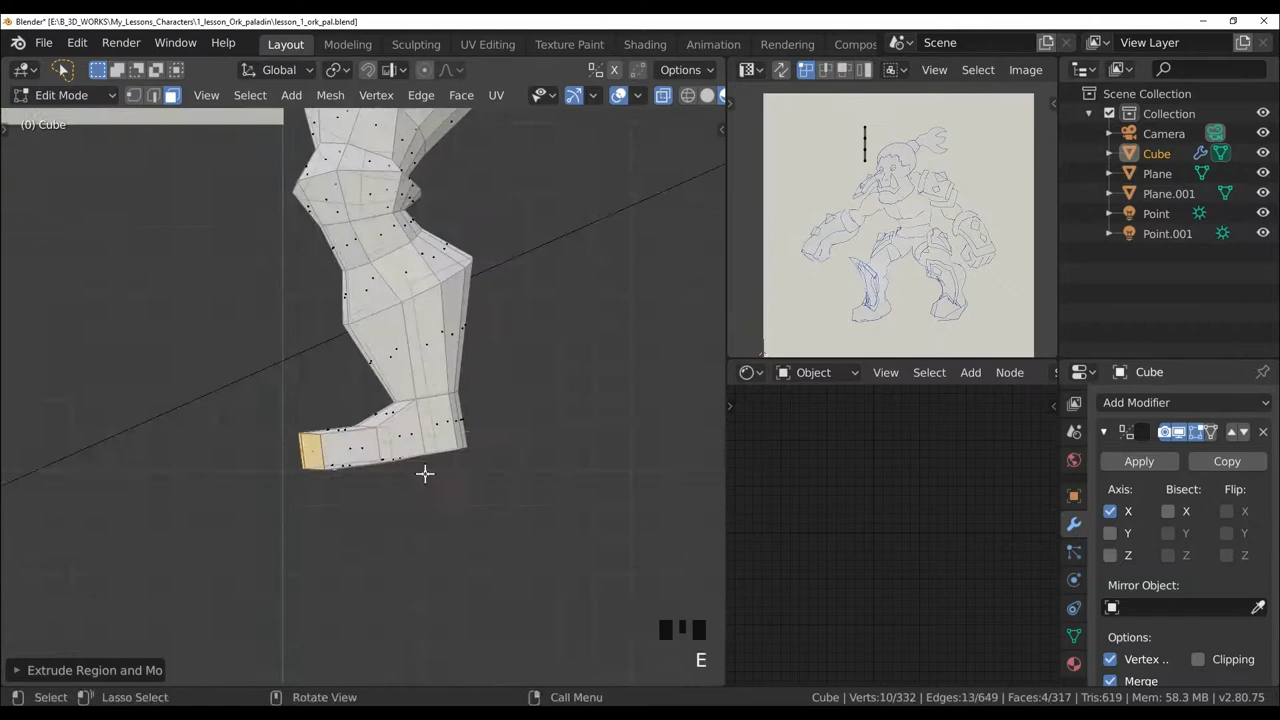 Blender* [E:\B_3D_WORKS\My_Lessons_Characters\1_lesson_Ork_paladin\lesson_1_ork_pal.blend]
File Edit Render Window Help Layout Modeling Sculpting UV Editing Texture Paint Shading Animation Rendering Compos Scene View Layer
Global X Options View Select Image
Edit Mode View Select Add Mesh Vertex Edge Face UV
(0) Cube
Scene Collection
Collection
Camera
Cube
Plane
Plane.001
Point
Point.001
Object View Select Add Node
Cube
Add Modifier
Apply Copy
Axis: Bisect: Flip:
X X X
Y Y Y
Z Z Z
Mirror Object:
Options:
Vertex .. Clipping
Merge
E
Extrude Region and Mo
Select Lasso Select Rotate View Call Menu Cube | Verts:10/332 | Edges:13/649 | Faces:4/317 | Tris:619 | Mem: 58.3 MB | v2.80.75